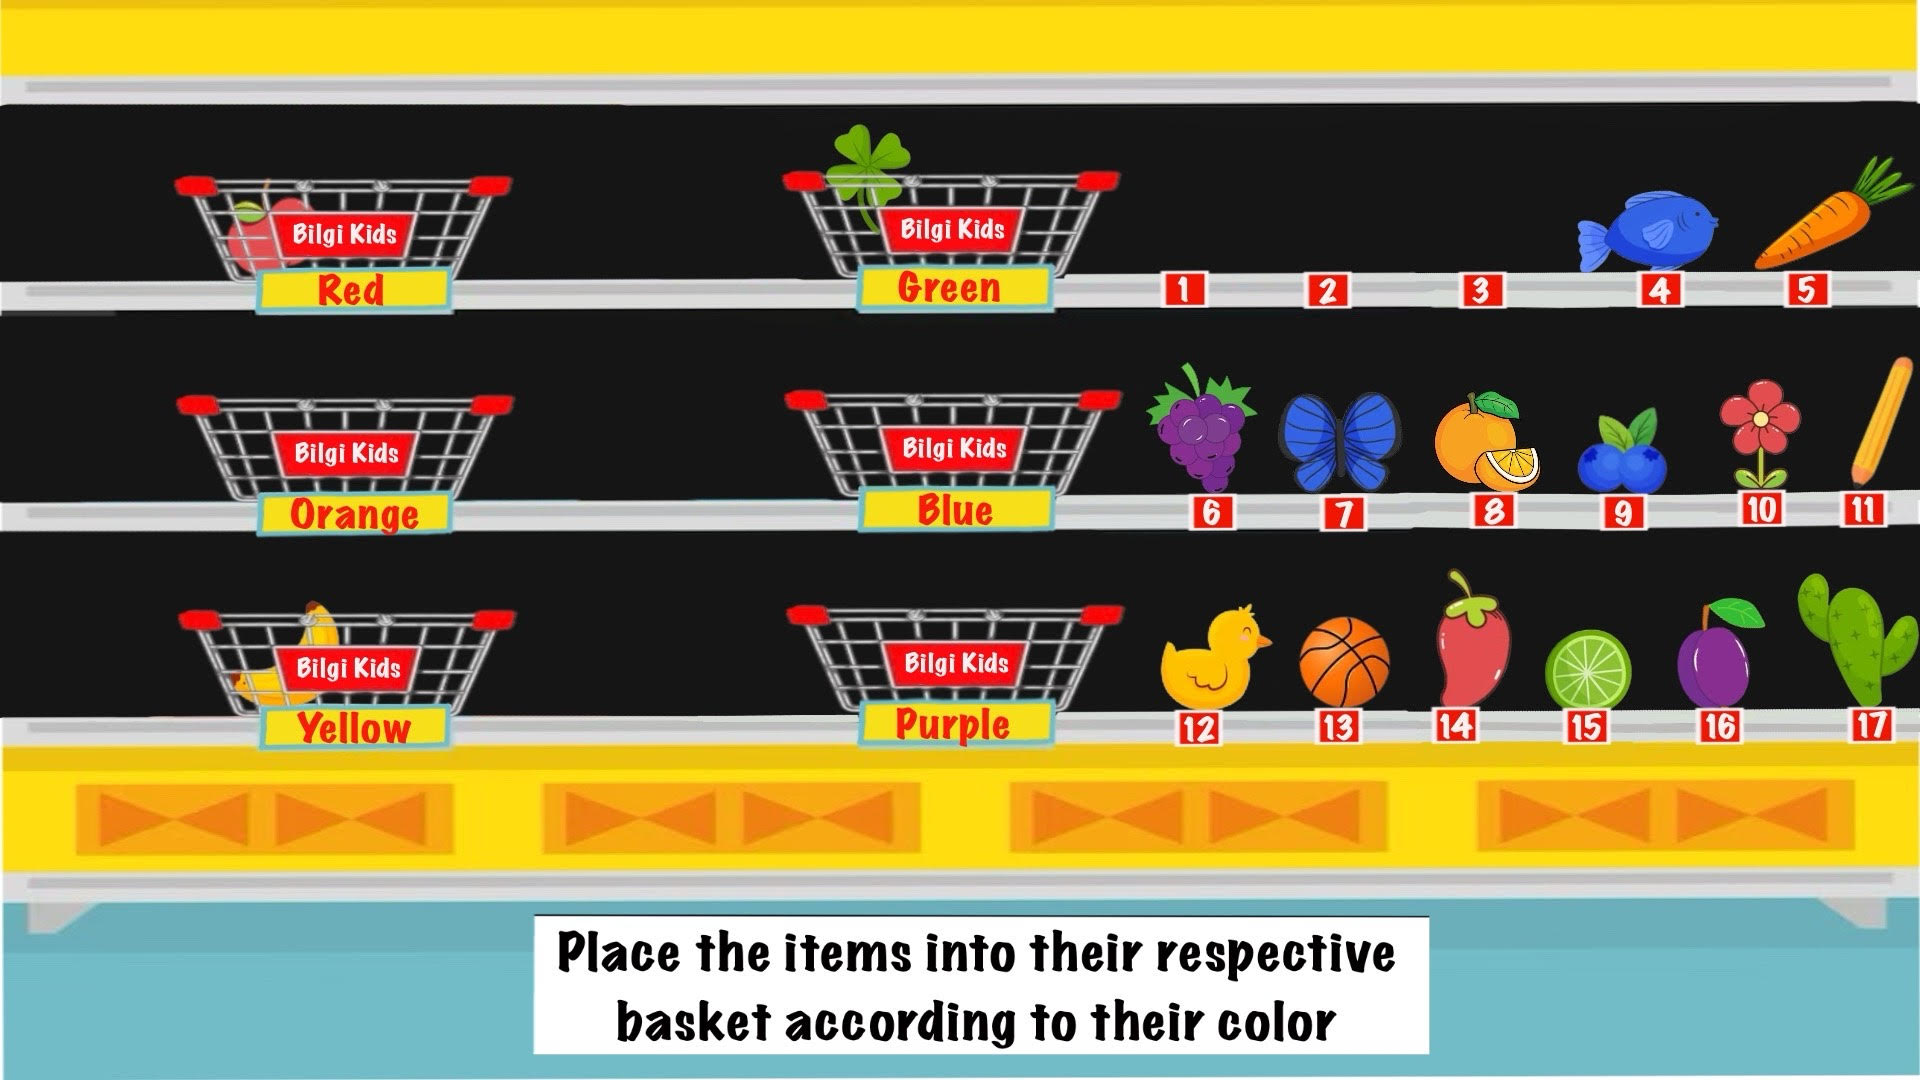 Bilgi Kids
Red
Bilgi Kids
Green
1
2
3
4
5
Bilgi Kids
Orange
Bilgi Kids
Blue
6
7
8
9
10
11
Bilgi Kids
Yellow
Bilgi Kids
Purple
12
13
14
15
16
17
Place the items into their respective
basket according to their color